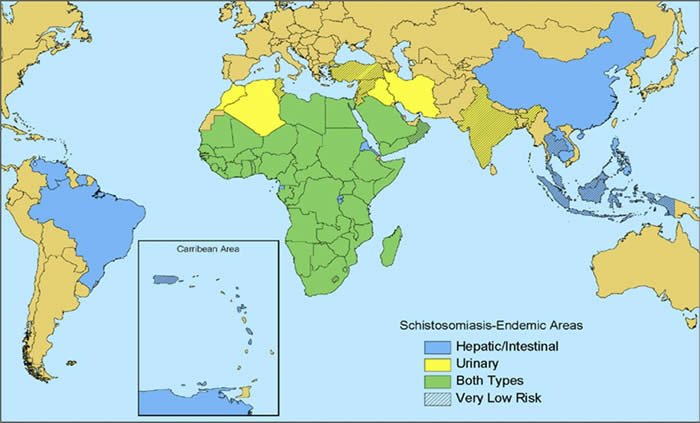 Carribean Area
Schistosomiasis-Endemic Areas
Hepatic/Intestinal
Urinary
Both Types
Very Low Risk